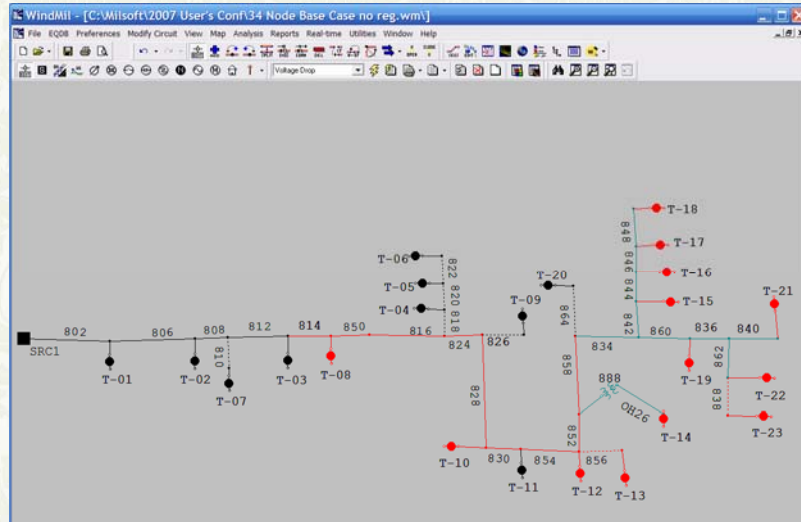 WindMil - [C:\Milsoft\2007 User's Conf\34 Node Base Case no reg.wm\]
File EQDB Preferences Modify Circuit View Map Analysis Reports Real-time Utilities Window Help
Voltage Drop
T-18
848
T-17
T-06
822
846
T-16
T-20
T-05
820
T-09
844
T-15
T-21
T-04
818
864
842
802
806
808
812
814
850
816
824
826
834
860
836
840
SRC1
810
T-01
T-02
T-07
T-03
T-08
858
T-19
862
888
T-22
828
OH26
838
T-23
T-14
T-10
830
854
852
856
T-11
T-12
T-13